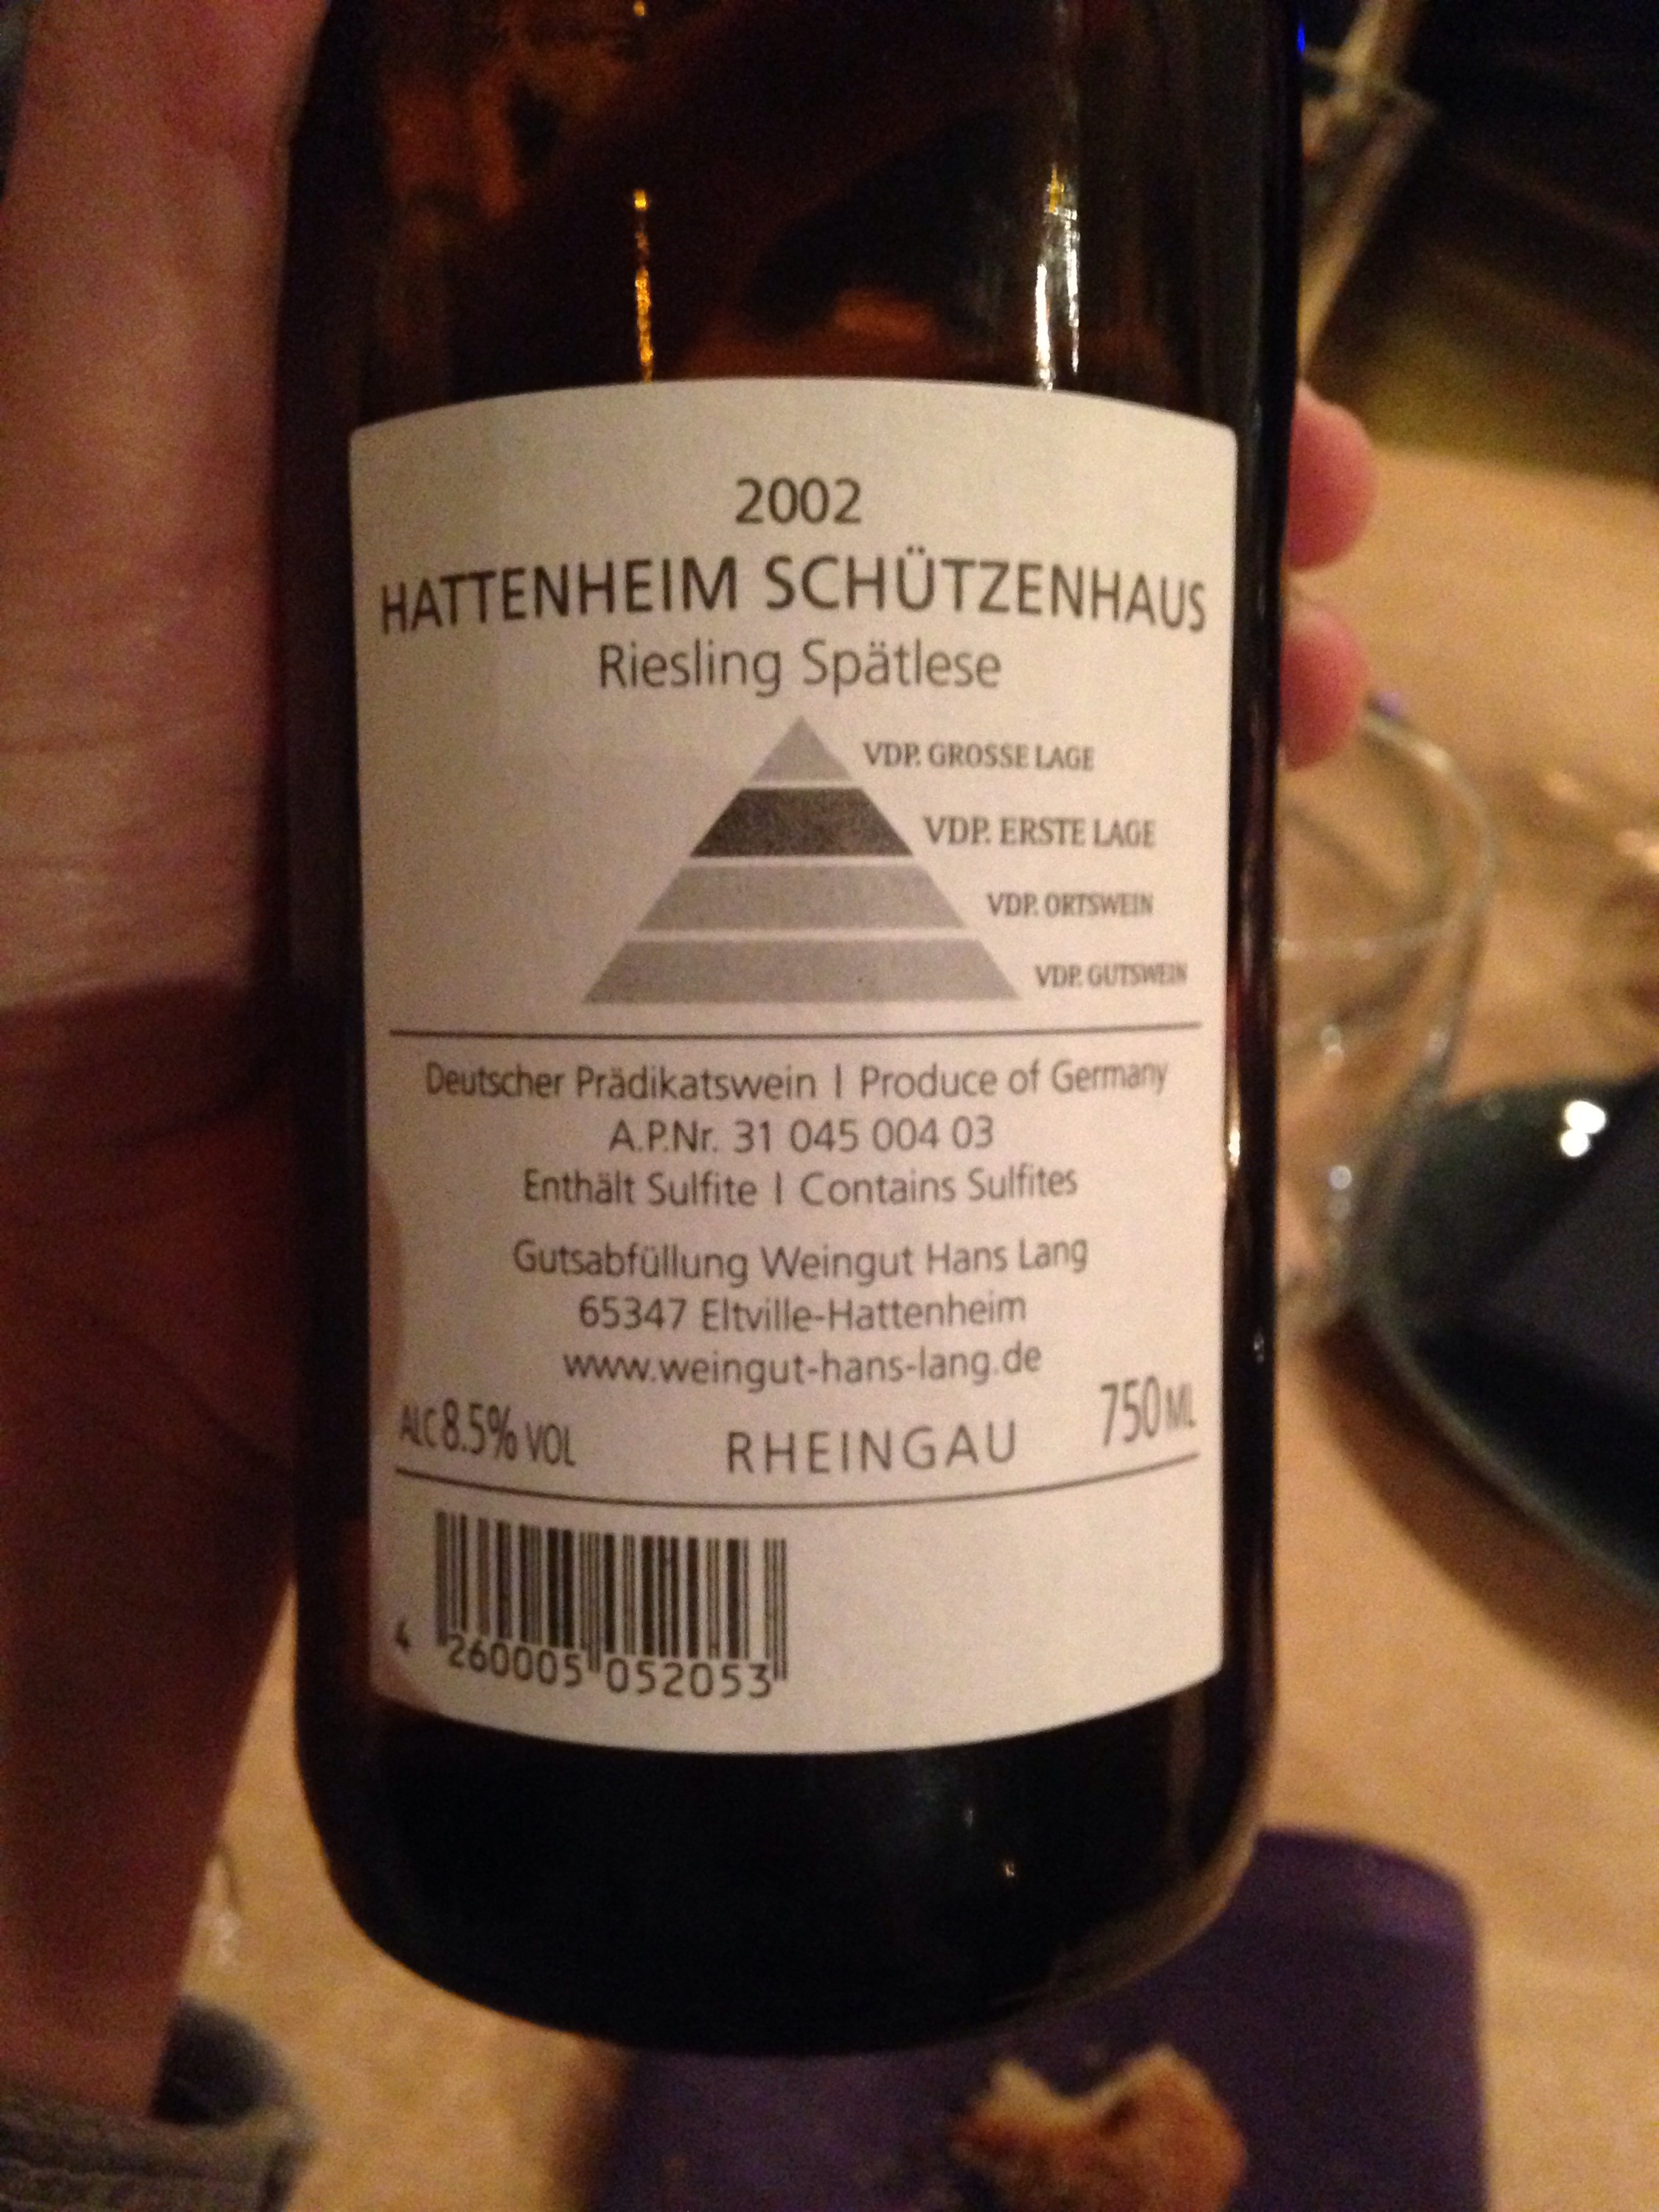 2002
HATTENHEIM SCHÜTZENHAUS
Riesling Spätlese
VDP. GROSSE LAGE
VDP. ERSTE LAGE
VDP. ORTSWEIN
VDP. GUTSWEIN
Deutscher Prädikatswein | Produce of Germany
A.P.Nr. 31 045 004 03
Enthält Sulfite | Contains Sulfites
Gutsabfüllung Weingut Hans Lang
65347 Eltville-Hattenheim
www.weingut-hans-lang.de
ALC 8.5% VOL RHEINGAU 750 ML
4 260005 052053